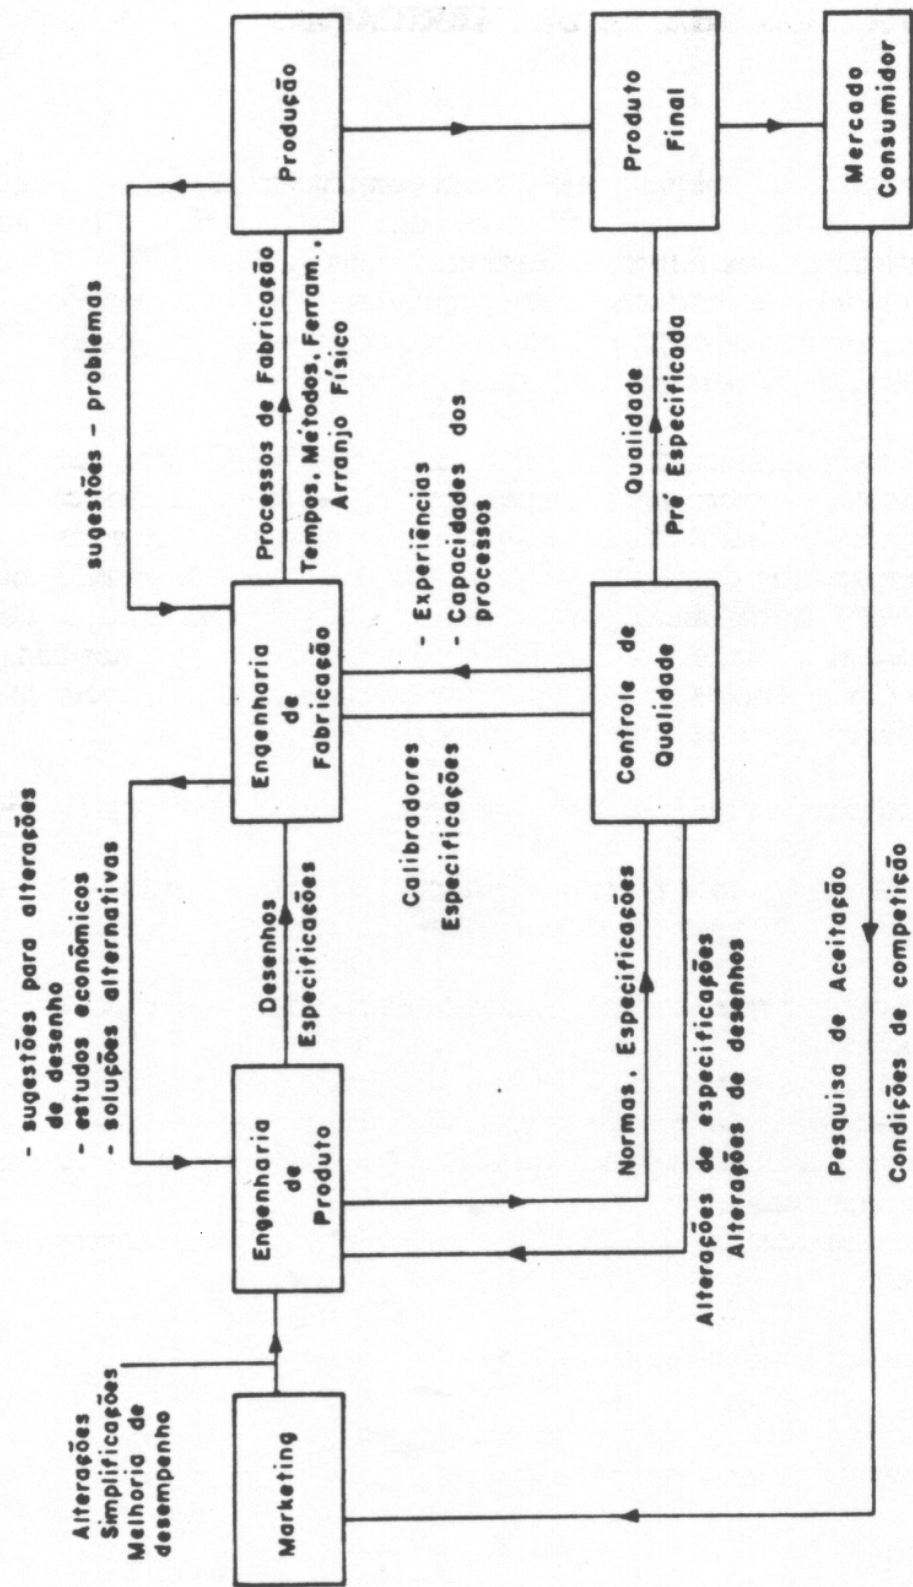 Alterações
Simplificações
Melhoria de
desempenho
Marketing
- sugestões para alterações
de desenho
- estudos econômicos
- soluções alternativas
Engenharia
de
Produto
Desenhos
Especificações
sugestões - problemas
Engenharia
de
Fabricação
Processos de Fabricação
Tempos, Métodos, Ferram.,
Arranjo Físico
Produção
Calibradores
Especificações
- Experiências
- Capacidades dos
processos
Normas, Especificações
Alterações de especificações
Alterações de desenhos
Controle de
Qualidade
Qualidade
Pré Especificada
Produto
Final
Pesquisa de Aceitação
Condições de competição
Mercado
Consumidor